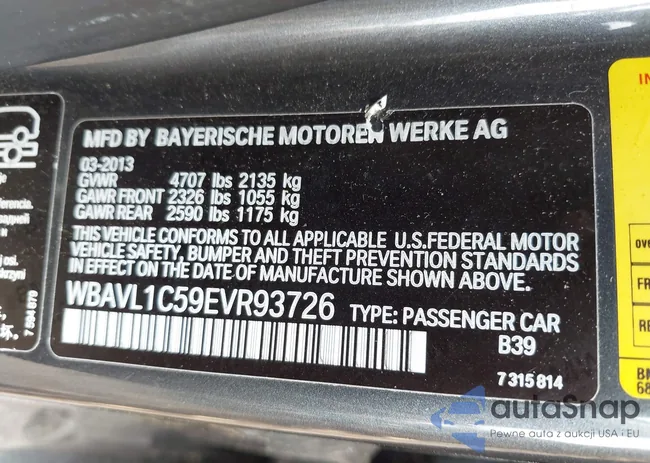 MFD BY BAYERISCHE MOTOREN WERKE AG
03-2013
GVWR 4707 lbs 2135 kg
GAWR FRONT 2326 lbs 1055 kg
GAWR REAR 2590 lbs 1175 kg
THIS VEHICLE CONFORMS TO ALL APPLICABLE U.S.FEDERAL MOTOR
VEHICLE SAFETY, BUMPER AND THEFT PREVENTION STANDARDS
IN EFFECT ON THE DATE OF MANUFACTURE SHOWN ABOVE.
WBAVL1C59EVR93726 TYPE: PASSENGER CAR
B39
7 315 814
autoSnap
Pewne auta z aukcji USA i EU